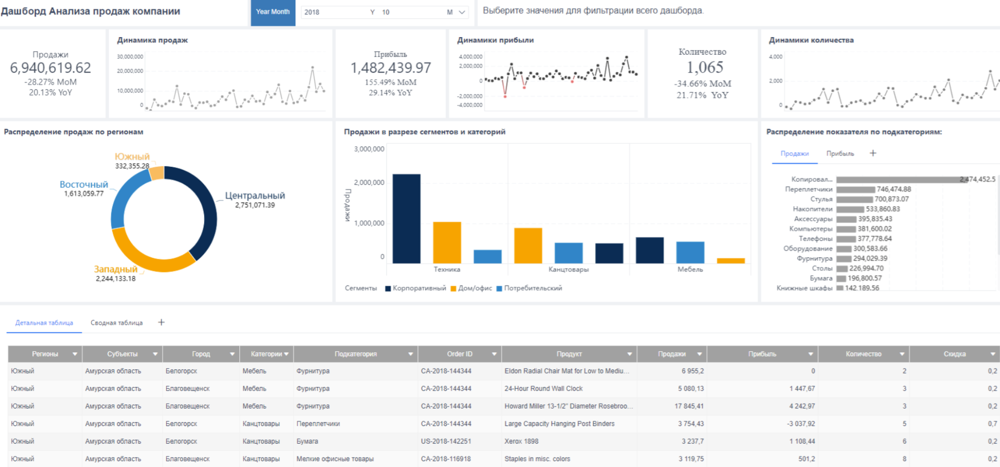 Дашборд Анализа продаж компании
Year Month
2018 Y 10 M
Выберите значения для фильтрации всего дашборда.
Продажи
6,940,619.62
-28.27% MoM
20.13% YoY
Динамика продаж
30,000,000
20,000,000
10,000,000
0
Прибыль
1,482,439.97
155.49% MoM
29.14% YoY
Динамики прибыли
4,000,000
2,000,000
0
-2,000,000
-4,000,000
Количество
1,065
-34.66% MoM
21.71% YoY
Динамики количества
4,000
2,000
0
Распределение продаж по регионам
Южный
332,355.28
Восточный
1,613,059.77
Центральный
2,751,071.39
Западный
2,244,133.18
Продажи в разрезе сегментов и категорий
3,000,000
2,000,000
1,000,000
0
Продажи
Техника Канцтовары Мебель
Сегменты Корпоративный Дом/офис Потребительский
Распределение показателя по подкатегориям:
Продажи Прибыль +
Копировал... 2,474,452.5
Переплетчики 746,474.88
Стулья 700,873.07
Накопители 533,860.83
Аксессуары 395,835.43
Компьютеры 381,600.02
Телефоны 377,778.64
Оборудование 300,583.66
Фурнитура 294,029.39
Столы 226,994.70
Бумага 196,800.57
Книжные шкафы 142,189.56
Детальная таблица Сводная таблица +
Регионы Субъекты Город Категории Подкатегория Order ID Продукт Продажи Прибыль Количество Скидка
Южный Амурская область Белогорск Мебель Фурнитура CA-2018-144344 Eldon Radial Chair Mat for Low to Mediu... 6 955,2 0 2 0,2
Южный Амурская область Благовещенск Мебель Фурнитура CA-2018-144344 24-Hour Round Wall Clock 5 080,13 1 447,67 3 0,2
Южный Амурская область Благовещенск Мебель Фурнитура CA-2018-144344 Howard Miller 13-1/2" Diameter Rosebroo... 17 845,41 4 242,97 3 0,2
Южный Амурская область Белогорск Канцтовары Переплетчики CA-2018-144344 Large Capacity Hanging Post Binders 3 754,43 -3 037,92 5 0,7
Южный Амурская область Белогорск Канцтовары Бумага US-2018-142251 Xerox 1898 3 237,7 1 108,44 6 0,2
Южный Амурская область Благовещенск Канцтовары Мелкие офисные товары CA-2018-116918 Staples in misc. colors 3 119,75 501,2 8 0,2